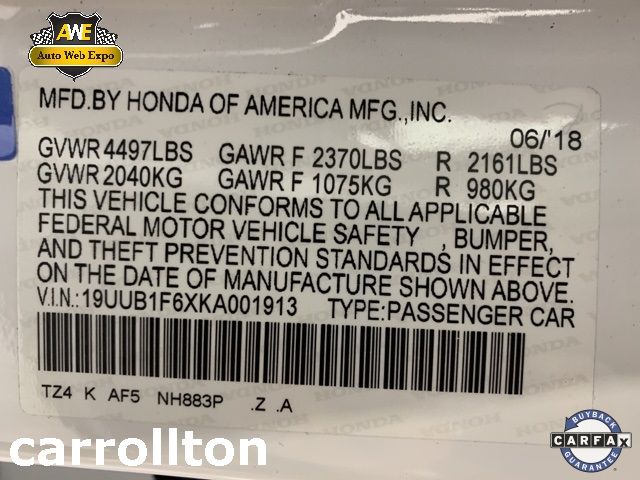 AWE
Auto Web Expo
MFD.BY HONDA OF AMERICA MFG.,INC.
06/'18
GVWR 4497LBS GAWR F 2370LBS R 2161LBS
GVWR 2040KG GAWR F 1075KG R 980KG
THIS VEHICLE CONFORMS TO ALL APPLICABLE
FEDERAL MOTOR VEHICLE SAFETY , BUMPER,
AND THEFT PREVENTION STANDARDS IN EFFECT
ON THE DATE OF MANUFACTURE SHOWN ABOVE.
V.I.N.:19UUB1F6XKA001913 TYPE:PASSENGER CAR
TZ4 K AF5 NH883P .Z .A
carrollton
BUYBACK
CARFAX
GUARANTEE